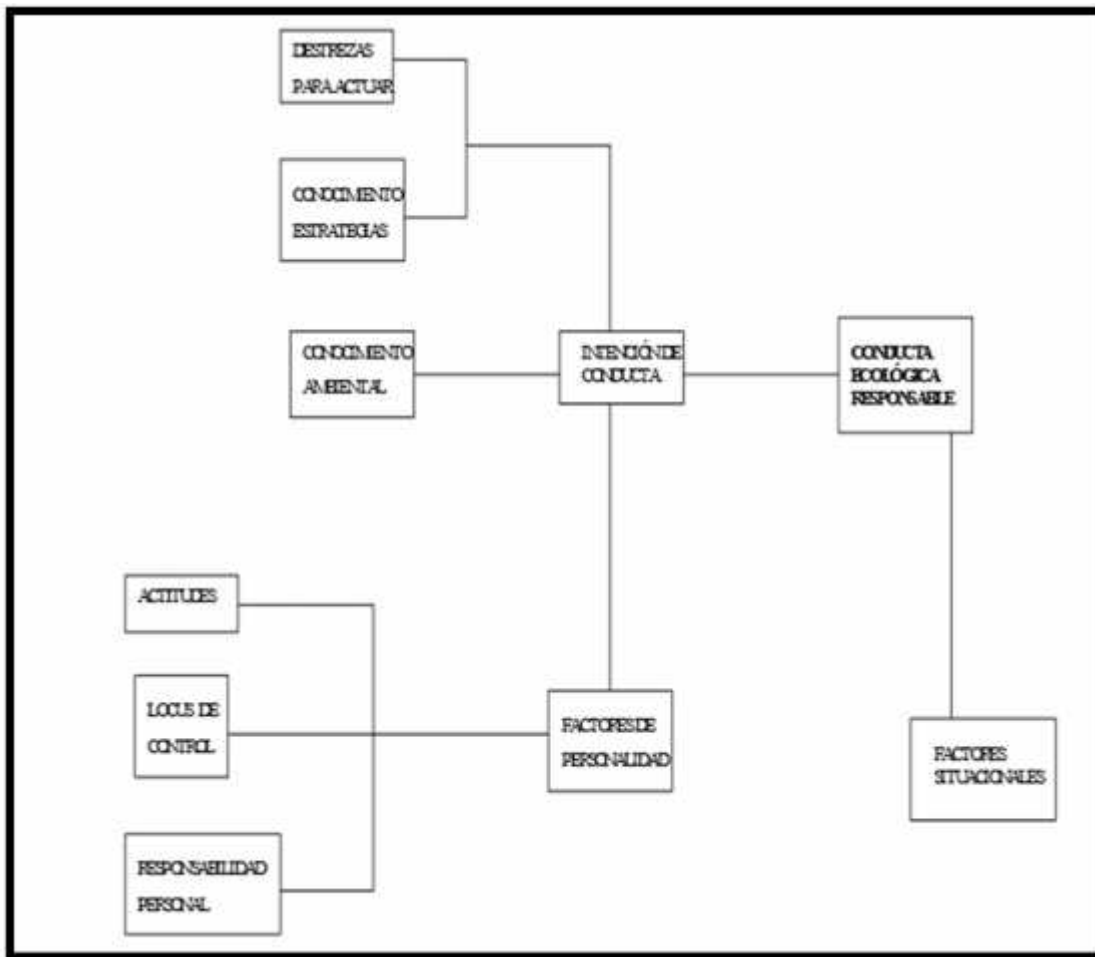 DESTREZAS
PARA ACTUAR
CONOCIMIENTO
ESTRATEGIAS
CONOCIMIENTO
AMBIENTAL
INTENCIÓN DE
CONDUCTA
CONDUCTA
ECOLÓGICA
RESPONSABLE
ACTITUDES
LOCUS DE
CONTROL
FACTORES DE
PERSONALIDAD
FACTORES
SITUACIONALES
RESPONSABILIDAD
PERSONAL